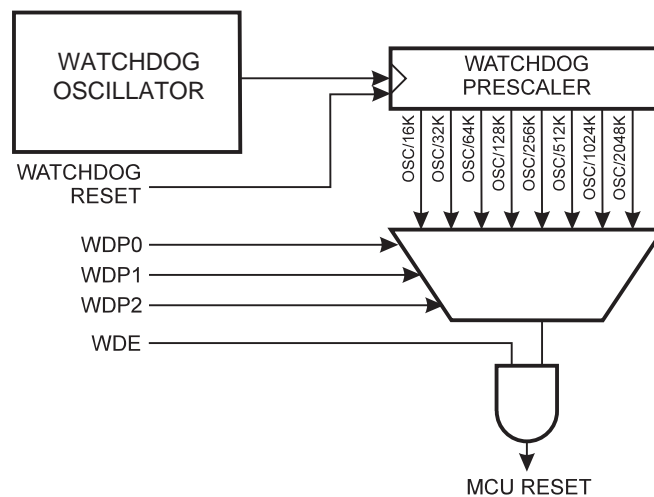 WATCHDOG
OSCILLATOR
WATCHDOG
PRESCALER
OSC/16K
OSC/32K
OSC/64K
OSC/128K
OSC/256K
OSC/512K
OSC/1024K
OSC/2048K
WATCHDOG
RESET
WDP0
WDP1
WDP2
WDE
MCU RESET